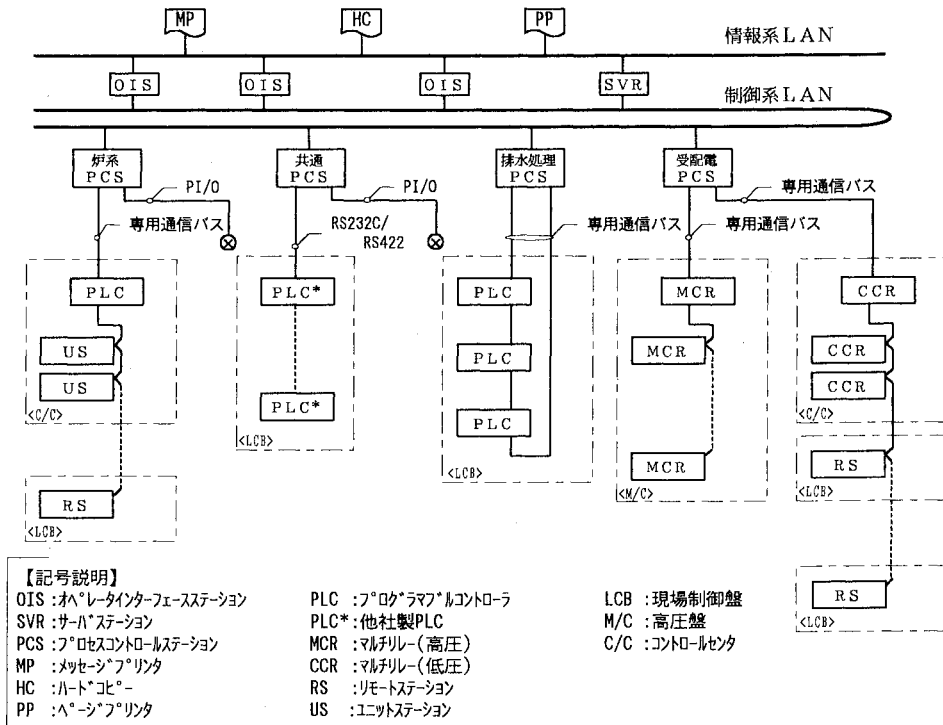 MP HC PP
情報系LAN
OIS OIS OIS SVR
制御系LAN
炉系 共通 排水処理 受配電
PCS PCS PCS PCS
PI/O PI/O 専用通信バス
専用通信バス RS232C/ 専用通信バス 専用通信バス
RS422
PLC PLC* PLC MCR CCR
US PLC MCR CCR
US CCR
<C/C> PLC* PLC <C/C>
<LCB> MCR RS
RS <LCB> <M/C> <LCB>
<LCB>
RS
<LCB>
【記号説明】
OIS :オペレータインターフェースステーション PLC :プログラマブルコントローラ LCB :現場制御盤
SVR :サーバステーション PLC* :他社製PLC M/C :高圧盤
PCS :プロセスコントロールステーション MCR :マルチリレー(高圧) C/C :コントロールセンタ
MP :メッセージプリンタ CCR :マルチリレー(低圧)
HC :ハードコピー RS :リモートステーション
PP :ページプリンタ US :ユニットステーション